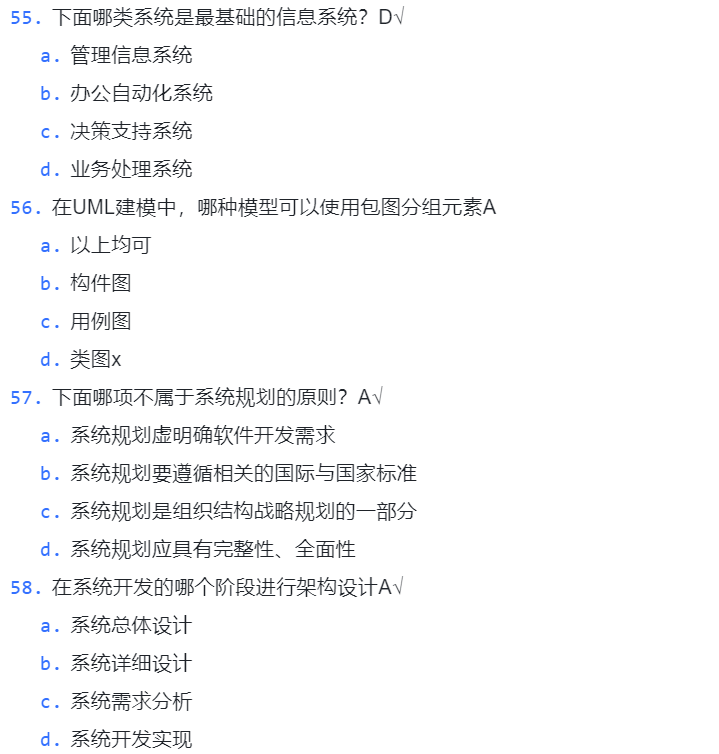 55. 下面哪类系统是最基础的信息系统？D√
a. 管理信息系统
b. 办公自动化系统
c. 决策支持系统
d. 业务处理系统
56. 在UML建模中，哪种模型可以使用包图分组元素A
a. 以上均可
b. 构件图
c. 用例图
d. 类图x
57. 下面哪项不属于系统规划的原则？A√
a. 系统规划虚明确软件开发需求
b. 系统规划要遵循相关的国际与国家标准
c. 系统规划是组织结构战略规划的一部分
d. 系统规划应具有完整性、全面性
58. 在系统开发的哪个阶段进行架构设计A√
a. 系统总体设计
b. 系统详细设计
c. 系统需求分析
d. 系统开发实现